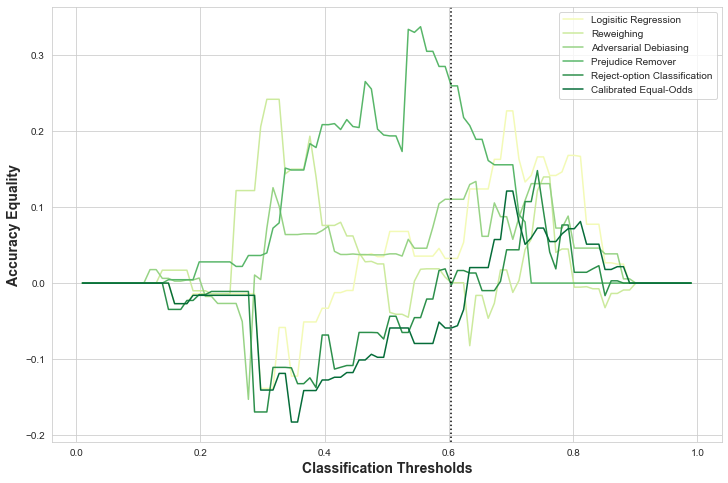 Logisitic Regression
Reweighing
Adversarial Debiasing
Prejudice Remover
Reject-option Classification
Calibrated Equal-Odds
Accuracy Equality
0.3
0.2
0.1
0.0
−0.1
−0.2
0.0 0.2 0.4 0.6 0.8 1.0
Classification Thresholds